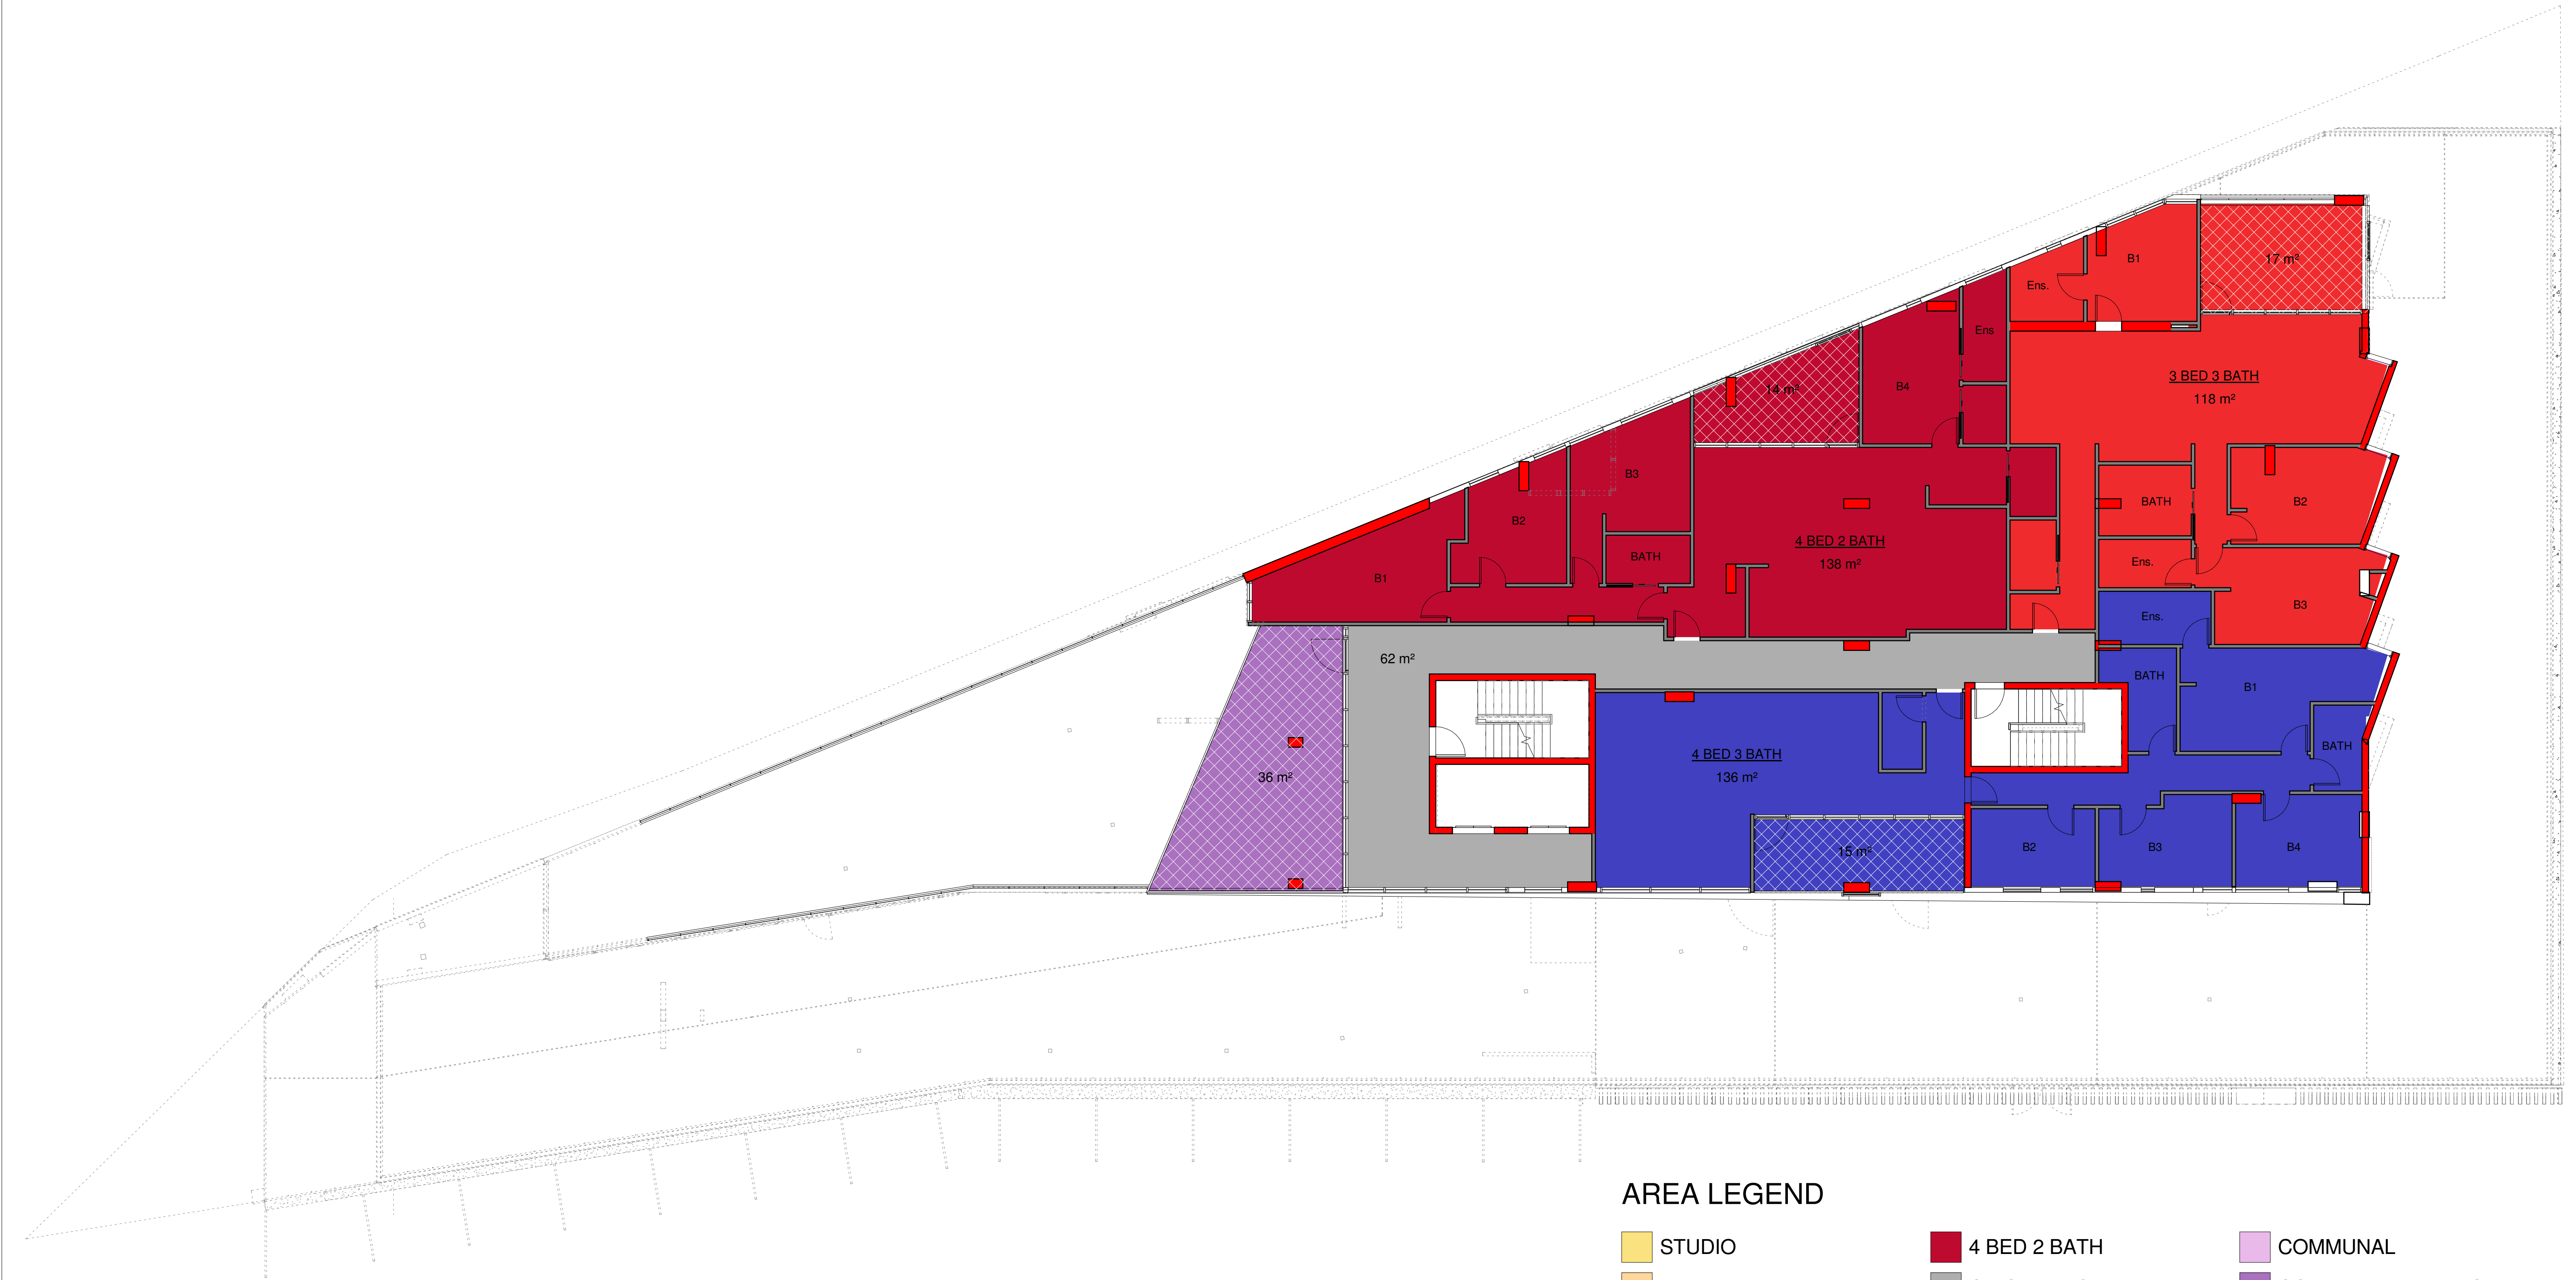 B1
17 m²
Ens.
Ens
3 BED 3 BATH
118 m²
14 m²
B4
B3
BATH
B2
B2
4 BED 2 BATH
138 m²
BATH
Ens.
B1
B3
Ens.
62 m²
BATH
B1
4 BED 3 BATH
136 m²
BATH
36 m²
15 m²
B2
B3
B4
AREA LEGEND
STUDIO
4 BED 2 BATH
COMMUNAL